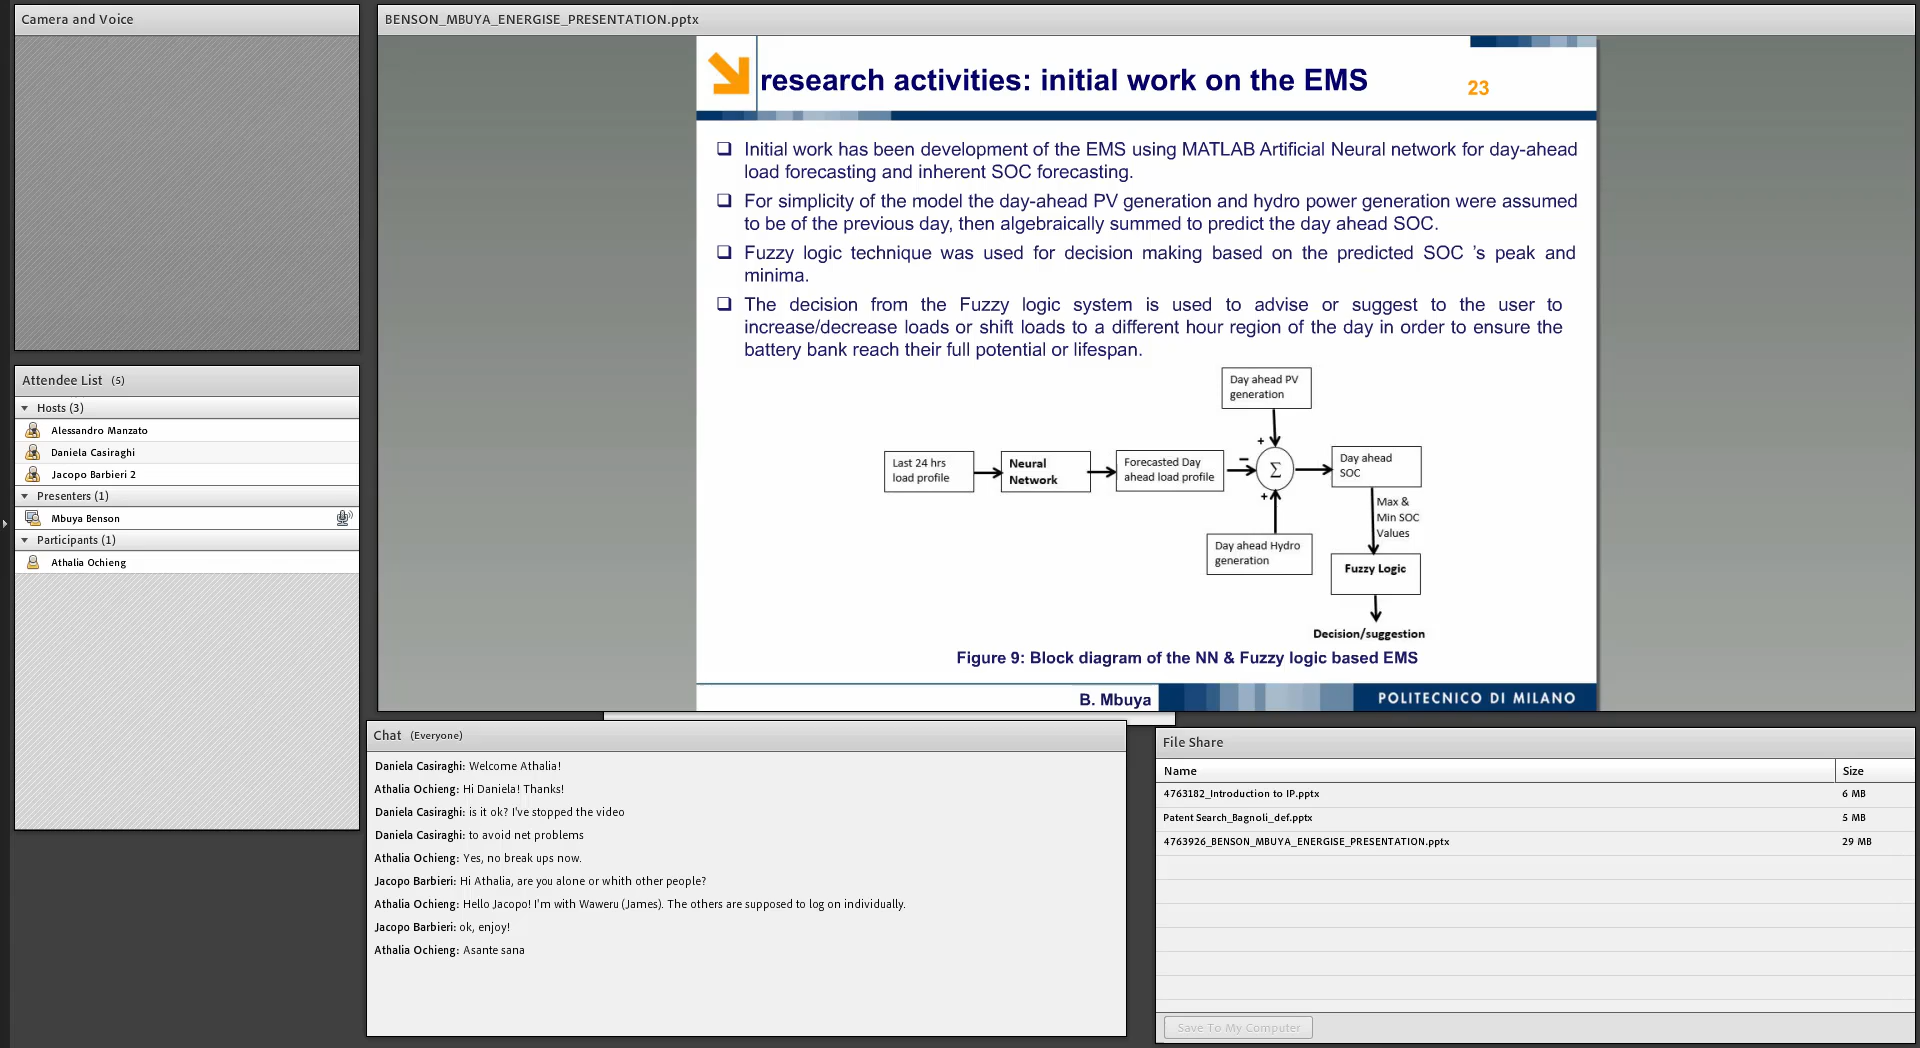 Camera and Voice
Attendee List (5)
Hosts (3)
Alessandro Manzato
Daniela Casiraghi
Jacopo Barbieri 2
Presenters (1)
Mbuya Benson
Participants (1)
Athalia Ochieng
BENSON_MBUYA_ENERGISE_PRESENTATION.pptx
research activities: initial work on the EMS
23
Initial work has been development of the EMS using MATLAB Artificial Neural network for day-ahead
load forecasting and inherent SOC forecasting.
For simplicity of the model the day-ahead PV generation and hydro power generation were assumed
to be of the previous day, then algebraically summed to predict the day ahead SOC.
Fuzzy logic technique was used for decision making based on the predicted SOC 's peak and
minima.
The decision from the Fuzzy logic system is used to advise or suggest to the user to
increase/decrease loads or shift loads to a different hour region of the day in order to ensure the
battery bank reach their full potential or lifespan.
Day ahead PV
generation
+
Last 24 hrs
load profile
Neural
Network
Forecasted Day
ahead load profile
−
Σ
Day ahead
SOC
+
Max &
Min SOC
Values
Day ahead Hydro
generation
Fuzzy Logic
Decision/suggestion
Figure 9: Block diagram of the NN & Fuzzy logic based EMS
B. Mbuya
POLITECNICO DI MILANO
Chat (Everyone)
Daniela Casiraghi: Welcome Athalia!
Athalia Ochieng: Hi Daniela! Thanks!
Daniela Casiraghi: is it ok? I've stopped the video
Daniela Casiraghi: to avoid net problems
Athalia Ochieng: Yes, no break ups now.
Jacopo Barbieri: Hi Athalia, are you alone or whith other people?
Athalia Ochieng: Hello Jacopo! I'm with Waweru (James). The others are supposed to log on individually.
Jacopo Barbieri: ok, enjoy!
Athalia Ochieng: Asante sana
File Share
Name Size
4763182_Introduction to IP.pptx 6 MB
Patent Search_Bagnoli_def.pptx 5 MB
4763926_BENSON_MBUYA_ENERGISE_PRESENTATION.pptx 29 MB
Save To My Computer